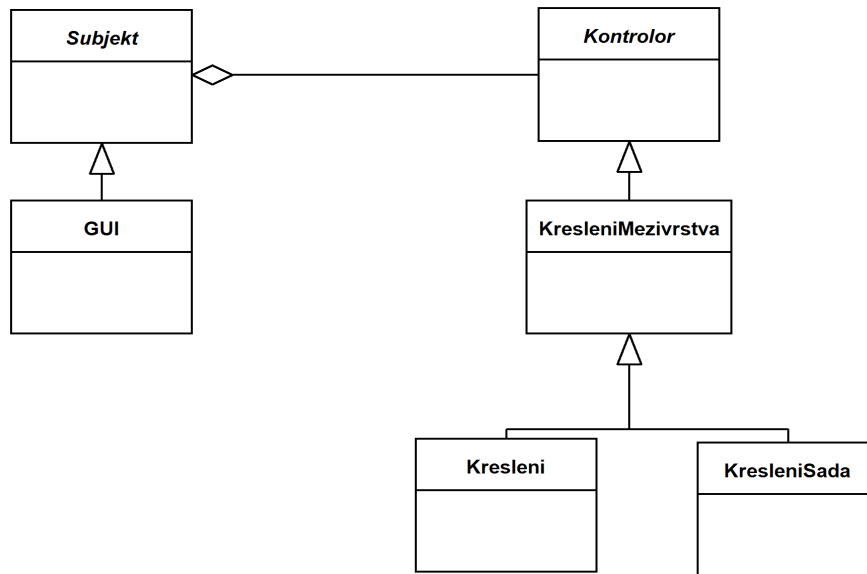 Subjekt
Kontrolor
GUI
KresleniMezivrstva
Kresleni
KresleniSada